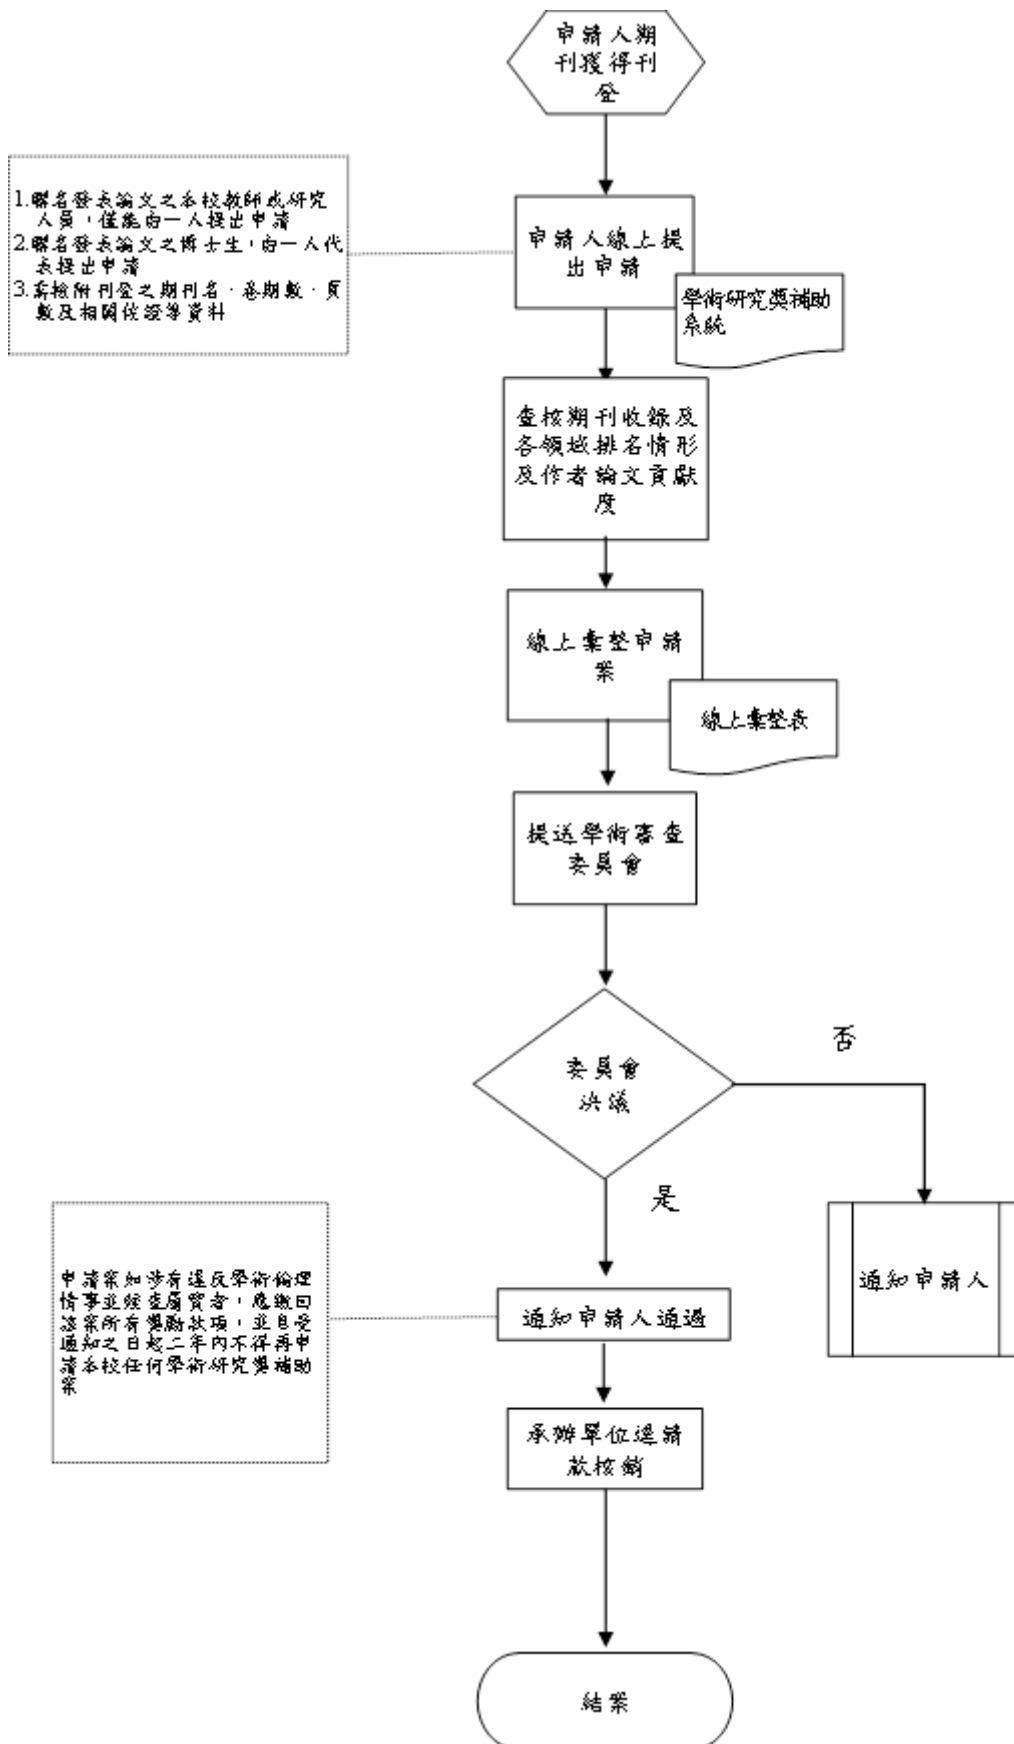 申請人期
刊獲得刊
登
1.聯名發表論文之本校教師或研究
人員，僅能由一人提出申請
2.聯名發表論文之博士生，由一人代
表提出申請
3.需檢附刊登之期刊名、卷期數、頁
數及相關佐證等資料
申請人線上提
出申請
學術研究獎補助
系統
查核期刊收錄及
各領域排名情形
及作者論文貢獻
度
線上彙整申請
案
線上彙整表
提送學術審查
委員會
委員會
決議
否
是
通知申請人
申請案如涉有違反學術倫理
情事並經查屬實者，應繳回
該案所有獎勵款項，並自受
通知之日起二年內不得再申
請本校任何學術研究獎補助
案
通知申請人通過
承辦單位逕請
款核銷
結案